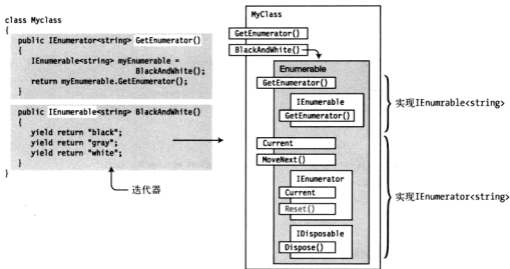 class Myclass
{
public IEnumerator<string> GetEnumerator()
{
IEnumerable<string> myEnumerable =
BlackAndWhite();
return myEnumerable.GetEnumerator();
}
public IEnumerable<string> BlackAndWhite()
{
yield return "black";
yield return "gray";
yield return "white";
}
}
迭代器
MyClass
GetEnumerator()
BlackAndWhite()
Enumerable
GetEnumerator()
IEnumerable
GetEnumerator()
Current
MoveNext()
IEnumerator
Current
Reset()
IDisposable
Dispose()
实现IEnumrable<string>
实现IEnumerator<string>